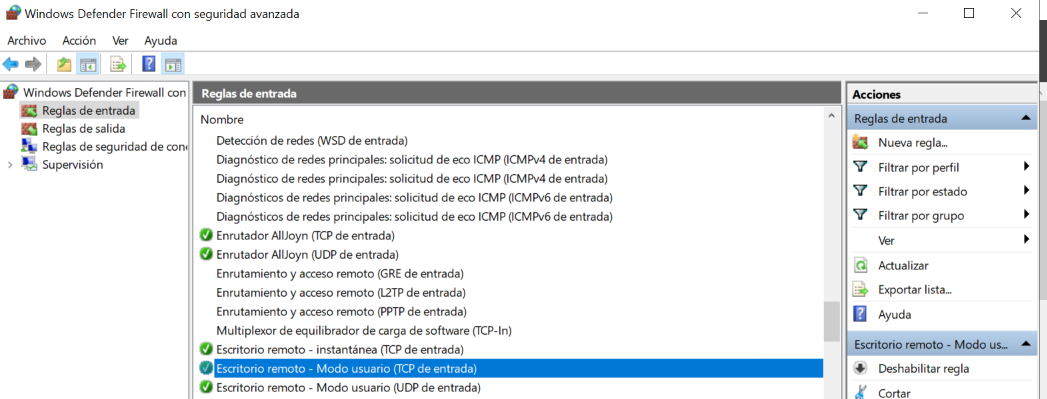 Windows Defender Firewall con seguridad avanzada
Archivo Acción Ver Ayuda
Windows Defender Firewall con
Reglas de entrada
Reglas de salida
Reglas de seguridad de con
Supervisión
Reglas de entrada
Nombre
Detección de redes (WSD de entrada)
Diagnóstico de redes principales: solicitud de eco ICMP (ICMPv4 de entrada)
Diagnóstico de redes principales: solicitud de eco ICMP (ICMPv4 de entrada)
Diagnósticos de redes principales: solicitud de eco ICMP (ICMPv6 de entrada)
Diagnósticos de redes principales: solicitud de eco ICMP (ICMPv6 de entrada)
Enrutador AllJoyn (TCP de entrada)
Enrutador AllJoyn (UDP de entrada)
Enrutamiento y acceso remoto (GRE de entrada)
Enrutamiento y acceso remoto (L2TP de entrada)
Enrutamiento y acceso remoto (PPTP de entrada)
Multiplexor de equilibrador de carga de software (TCP-In)
Escritorio remoto - instantánea (TCP de entrada)
Escritorio remoto - Modo usuario (TCP de entrada)
Escritorio remoto - Modo usuario (UDP de entrada)
Acciones
Reglas de entrada
Nueva regla...
Filtrar por perfil
Filtrar por estado
Filtrar por grupo
Ver
Actualizar
Exportar lista...
Ayuda
Escritorio remoto - Modo us...
Deshabilitar regla
Cortar